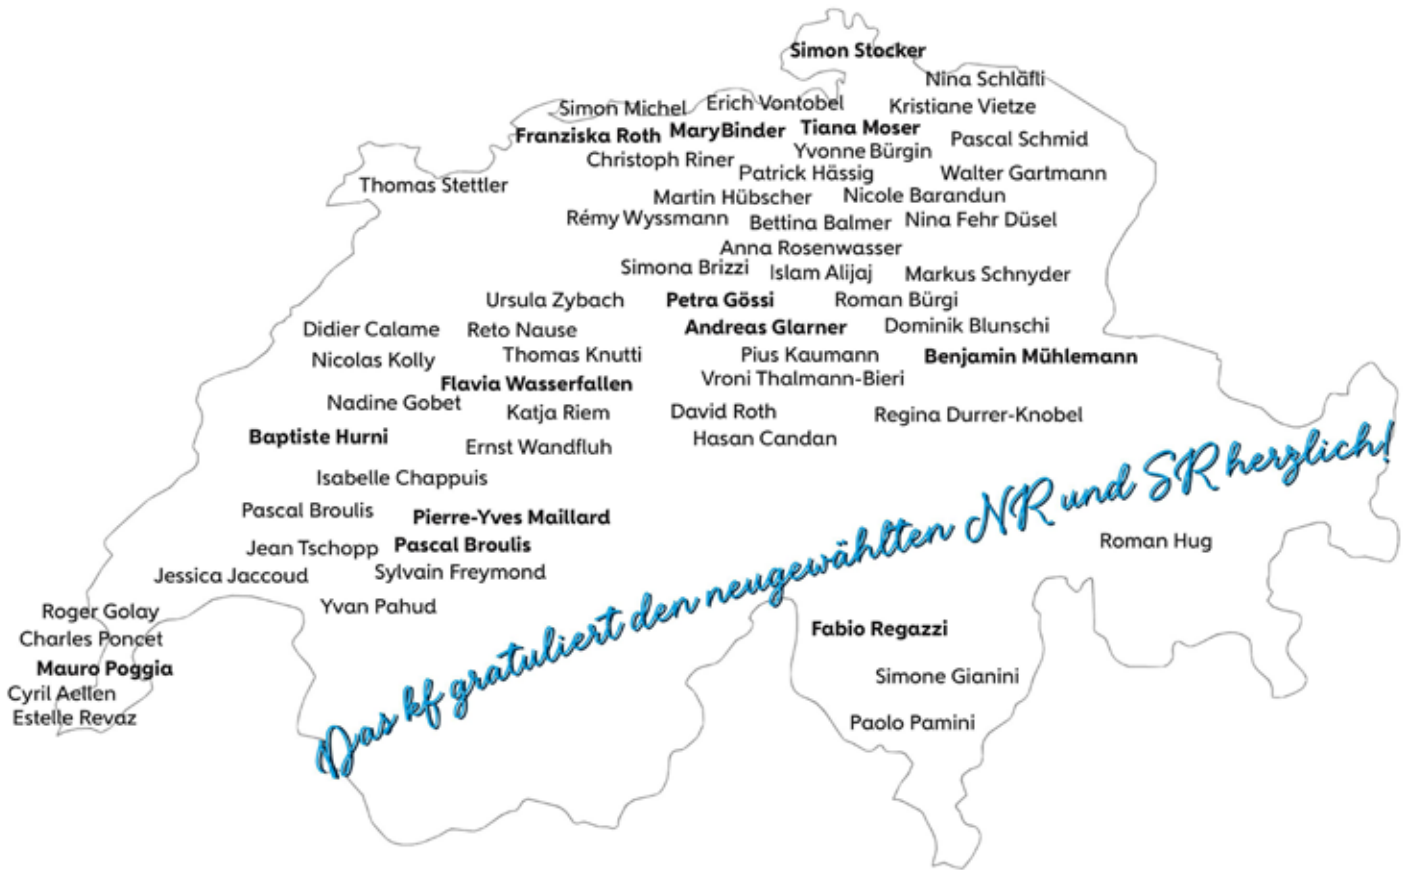 Simon Stocker
Nina Schläfli
Simon Michel
Erich Vontobel
Kristiane Vietze
Franziska Roth
MaryBinder
Tiana Moser
Pascal Schmid
Christoph Riner
Yvonne Bürgin
Patrick Hässig
Walter Gartmann
Thomas Stettler
Martin Hübscher
Nicole Barandun
Rémy Wyssmann
Bettina Balmer
Nina Fehr Düsel
Anna Rosenwasser
Simona Brizzi
Islam Alijaj
Markus Schnyder
Ursula Zybach
Petra Gössi
Roman Bürgi
Didier Calame
Reto Nause
Andreas Glarner
Dominik Blunschi
Nicolas Kolly
Thomas Knutti
Pius Kaumann
Benjamin Mühlemann
Flavia Wasserfallen
Vroni Thalmann-Bieri
Nadine Gobet
Katja Riem
David Roth
Regina Durrer-Knobel
Baptiste Hurni
Ernst Wandfluh
Hasan Candan
Isabelle Chappuis
Pascal Broulis
Pierre-Yves Maillard
Jean Tschopp
Pascal Broulis
Roman Hug
Jessica Jaccoud
Sylvain Freymond
Roger Golay
Yvan Pahud
Charles Poncet
Fabio Regazzi
Mauro Poggia
Simone Gianini
Cyril Aellen
Estelle Revaz
Paolo Pamini
Das kf gratuliert den neugewählten NR und SR herzlich!